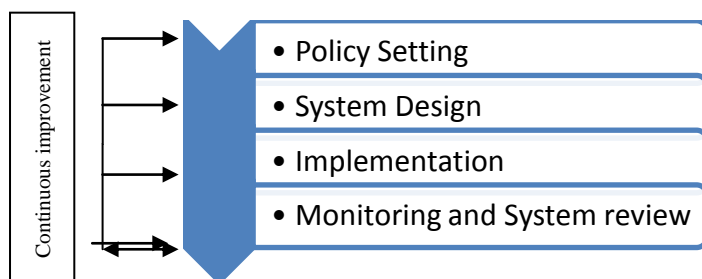 Continuous improvement
• Policy Setting
• System Design
• Implementation
• Monitoring and System review